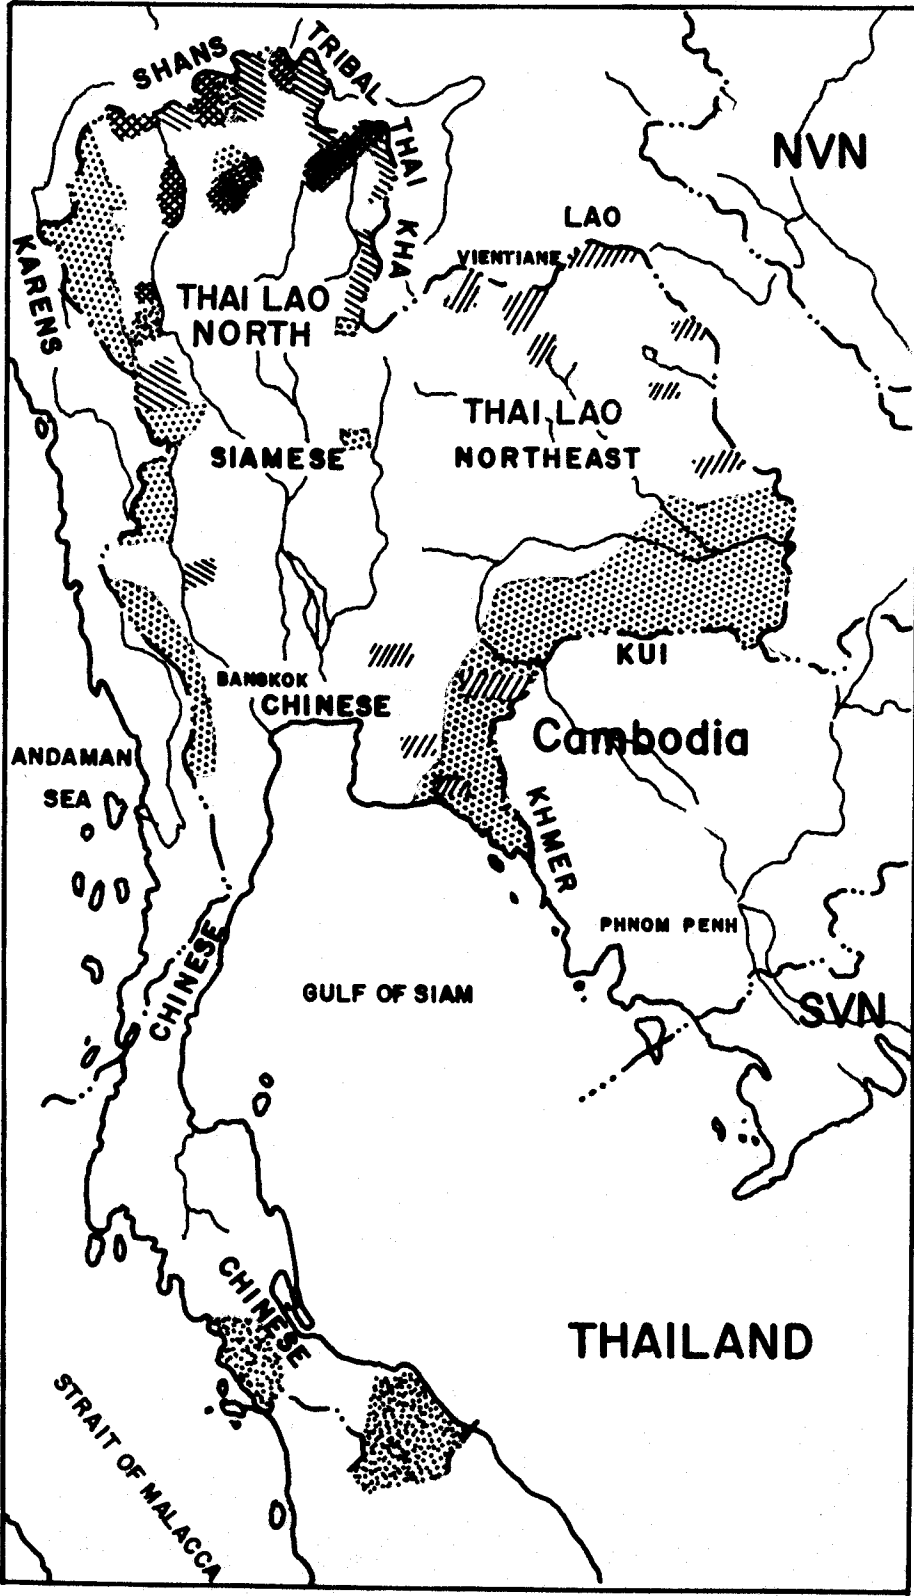 SHANS
TRIBAL
THAI
KHA
NVN
LAO
VIENTIANE
KARENS
THAI LAO
NORTH
THAI LAO
NORTHEAST
SIAMESE
KUI
BANGKOK
CHINESE
Cambodia
ANDAMAN
SEA
KHMER
PHNOM PENH
CHINESE
GULF OF SIAM
SVN
CHINESE
THAILAND
STRAIT OF MALACCA